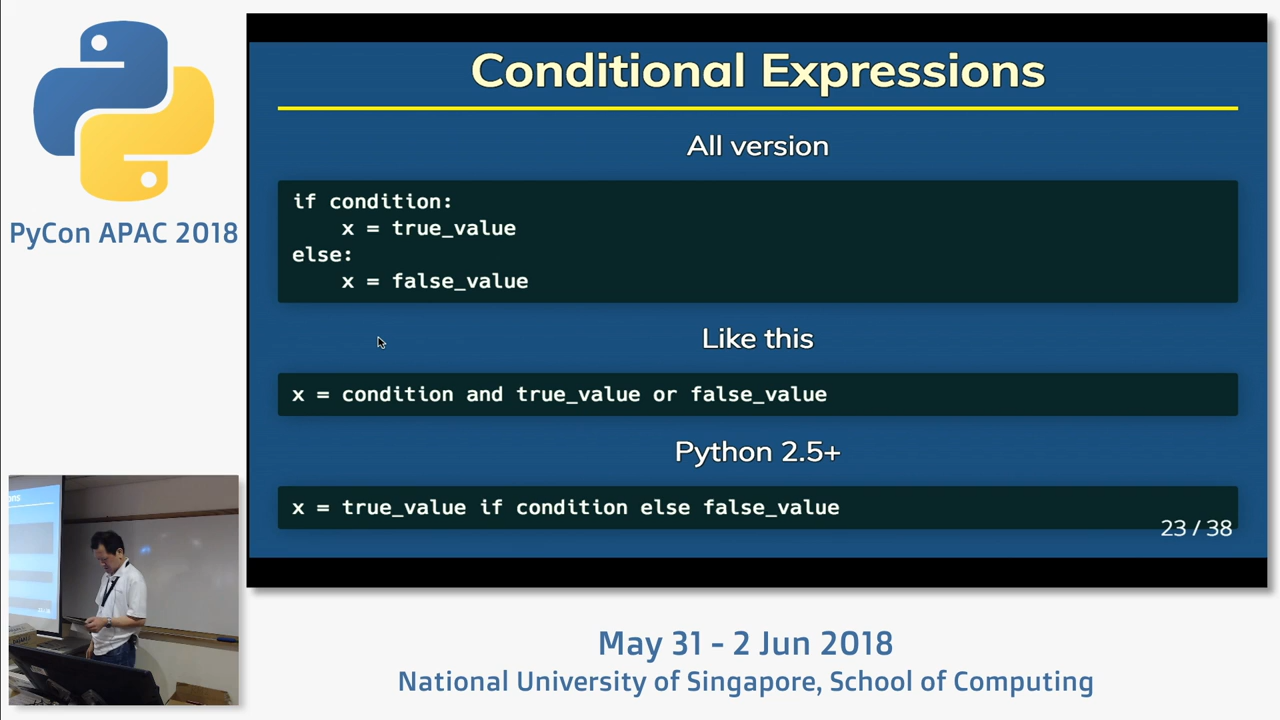 PyCon APAC 2018
Conditional Expressions
All version
if condition:
    x = true_value
else:
    x = false_value
Like this
x = condition and true_value or false_value
Python 2.5+
x = true_value if condition else false_value
23 / 38
May 31 - 2 Jun 2018
National University of Singapore, School of Computing